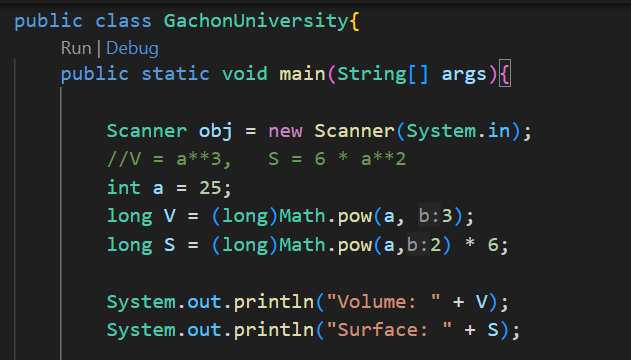 public class GachonUniversity{
Run | Debug
public static void main(String[] args){
Scanner obj = new Scanner(System.in);
//V = a**3,   S = 6 * a**2
int a = 25;
long V = (long)Math.pow(a, b:3);
long S = (long)Math.pow(a,b:2) * 6;
System.out.println("Volume: " + V);
System.out.println("Surface: " + S);